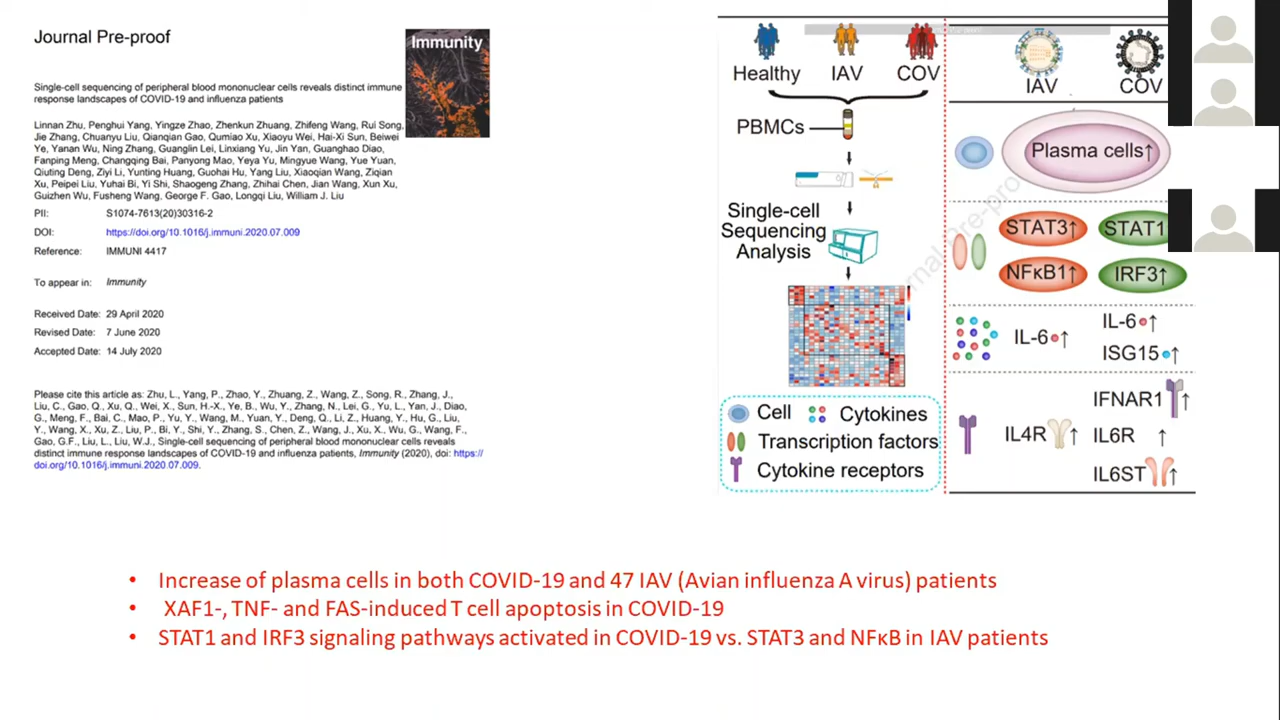 Journal Pre-proof
Immunity
Single-cell sequencing of peripheral blood mononuclear cells reveals distinct immune
response landscapes of COVID-19 and influenza patients
Linnan Zhu, Penghui Yang, Yingze Zhao, Zhenkun Zhuang, Zhifeng Wang, Rui Song,
Jie Zhang, Chuanyu Liu, Qianqian Gao, Qumiao Xu, Xiaoyu Wei, Hai-Xi Sun, Beiwei
Ye, Yanan Wu, Ning Zhang, Guanglin Lei, Linxiang Yu, Jin Yan, Guanghao Diao,
Fanping Meng, Changqing Bai, Panyong Mao, Yeya Yu, Mingyue Wang, Yue Yuan,
Qiuting Deng, Ziyi Li, Yunting Huang, Guohai Hu, Yang Liu, Xiaoqian Wang, Ziqian
Xu, Peipei Liu, Yuhai Bi, Yi Shi, Shaogeng Zhang, Zhihai Chen, Jian Wang, Xun Xu,
Guizhen Wu, Fusheng Wang, George F. Gao, Longqi Liu, William J. Liu
PII: S1074-7613(20)30316-2
DOI: https://doi.org/10.1016/j.immuni.2020.07.009
Reference: IMMUNI 4417
To appear in: Immunity
Received Date: 29 April 2020
Revised Date: 7 June 2020
Accepted Date: 14 July 2020
Please cite this article as: Zhu, L., Yang, P., Zhao, Y., Zhuang, Z., Wang, Z., Song, R., Zhang, J.,
Liu, C., Gao, Q., Xu, Q., Wei, X., Sun, H.-X., Ye, B., Wu, Y., Zhang, N., Lei, G., Yu, L., Yan, J., Diao,
G., Meng, F., Bai, C., Mao, P., Yu, Y., Wang, M., Yuan, Y., Deng, Q., Li, Z., Huang, Y., Hu, G., Liu,
Y., Wang, X., Xu, Z., Liu, P., Bi, Y., Shi, Y., Zhang, S., Chen, Z., Wang, J., Xu, X., Wu, G., Wang, F.,
Gao, G.F., Liu, L., Liu, W.J., Single-cell sequencing of peripheral blood mononuclear cells reveals
distinct immune response landscapes of COVID-19 and influenza patients, Immunity (2020), doi: https://
doi.org/10.1016/j.immuni.2020.07.009.
Healthy IAV COV
PBMCs
Single-cell
Sequencing
Analysis
Cell Cytokines
Transcription factors
Cytokine receptors
IAV COV
Plasma cells↑
STAT3↑ STAT1
NFκB1↑ IRF3↑
IL-6 ↑ IL-6 ↑
ISG15 ↑
IFNAR1 ↑
IL4R ↑ IL6R ↑
IL6ST ↑
• Increase of plasma cells in both COVID-19 and 47 IAV (Avian influenza A virus) patients
• XAF1-, TNF- and FAS-induced T cell apoptosis in COVID-19
• STAT1 and IRF3 signaling pathways activated in COVID-19 vs. STAT3 and NFκB in IAV patients